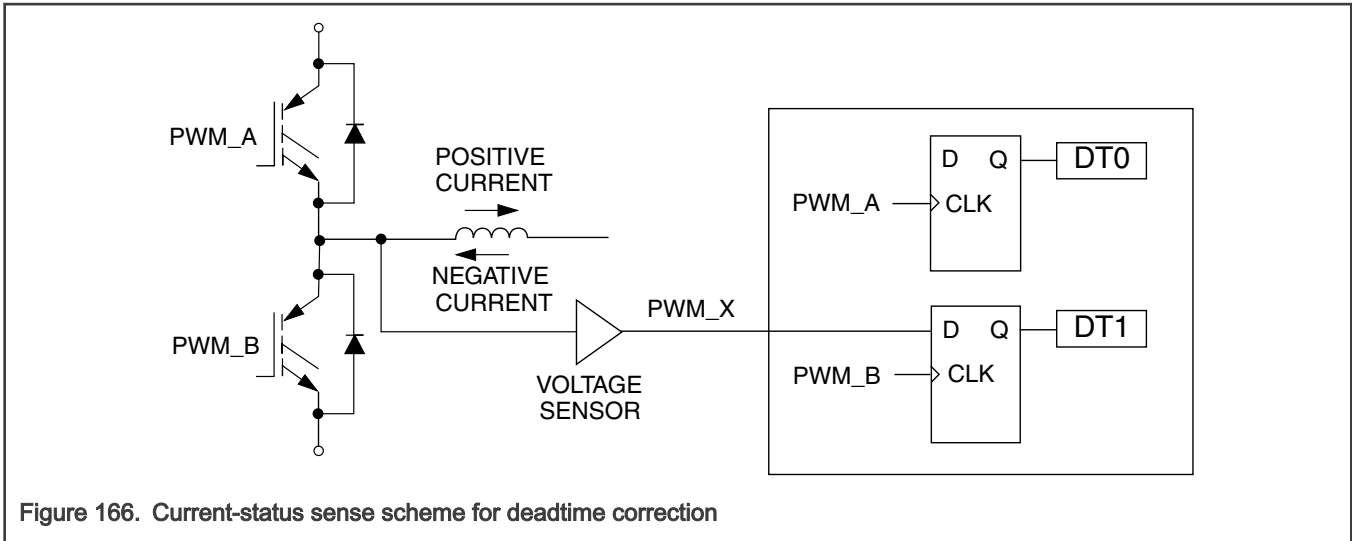 PWM_A
POSITIVE
CURRENT
NEGATIVE
CURRENT
PWM_B
PWM_X
VOLTAGE
SENSOR
D Q
DT0
PWM_A
CLK
D Q
DT1
PWM_B
CLK
Figure 166. Current-status sense scheme for deadtime correction